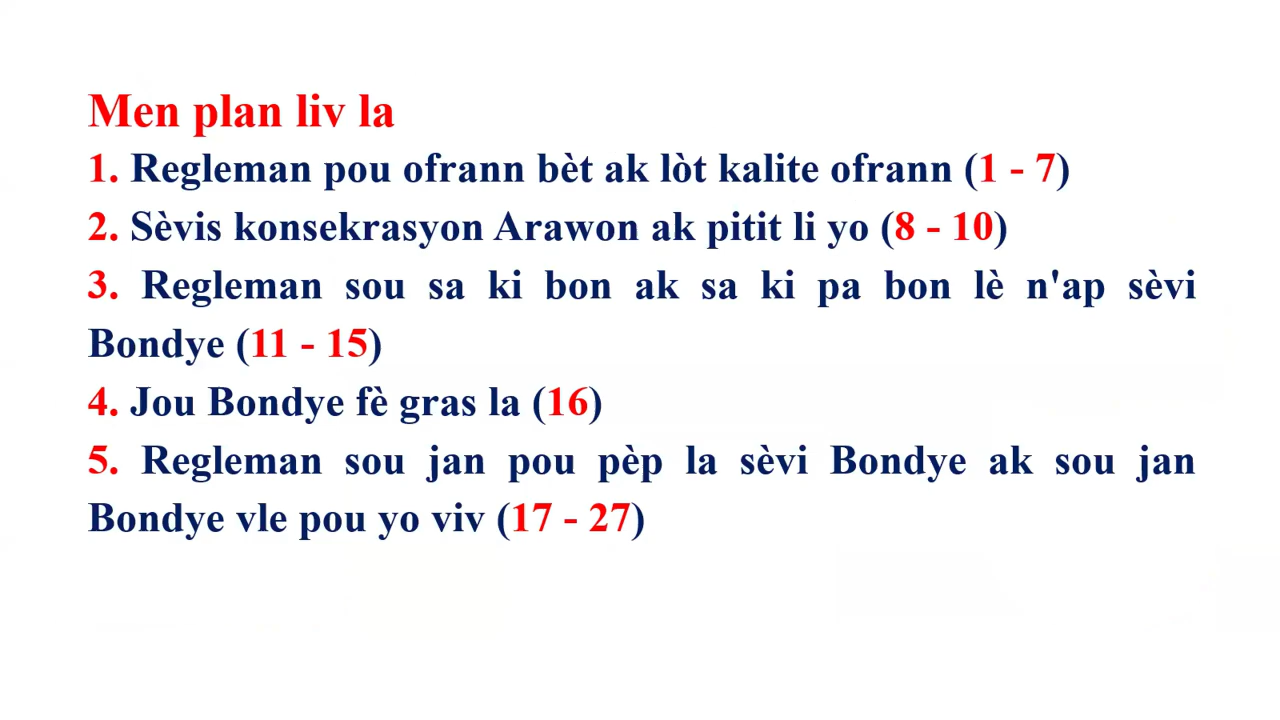 Men plan liv la
1. Regleman pou ofrann bèt ak lòt kalite ofrann (1 - 7)
2. Sèvis konsekrasyon Arawon ak pitit li yo (8 - 10)
3. Regleman sou sa ki bon ak sa ki pa bon lè n'ap sèvi
Bondye (11 - 15)
4. Jou Bondye fè gras la (16)
5. Regleman sou jan pou pèp la sèvi Bondye ak sou jan
Bondye vle pou yo viv (17 - 27)